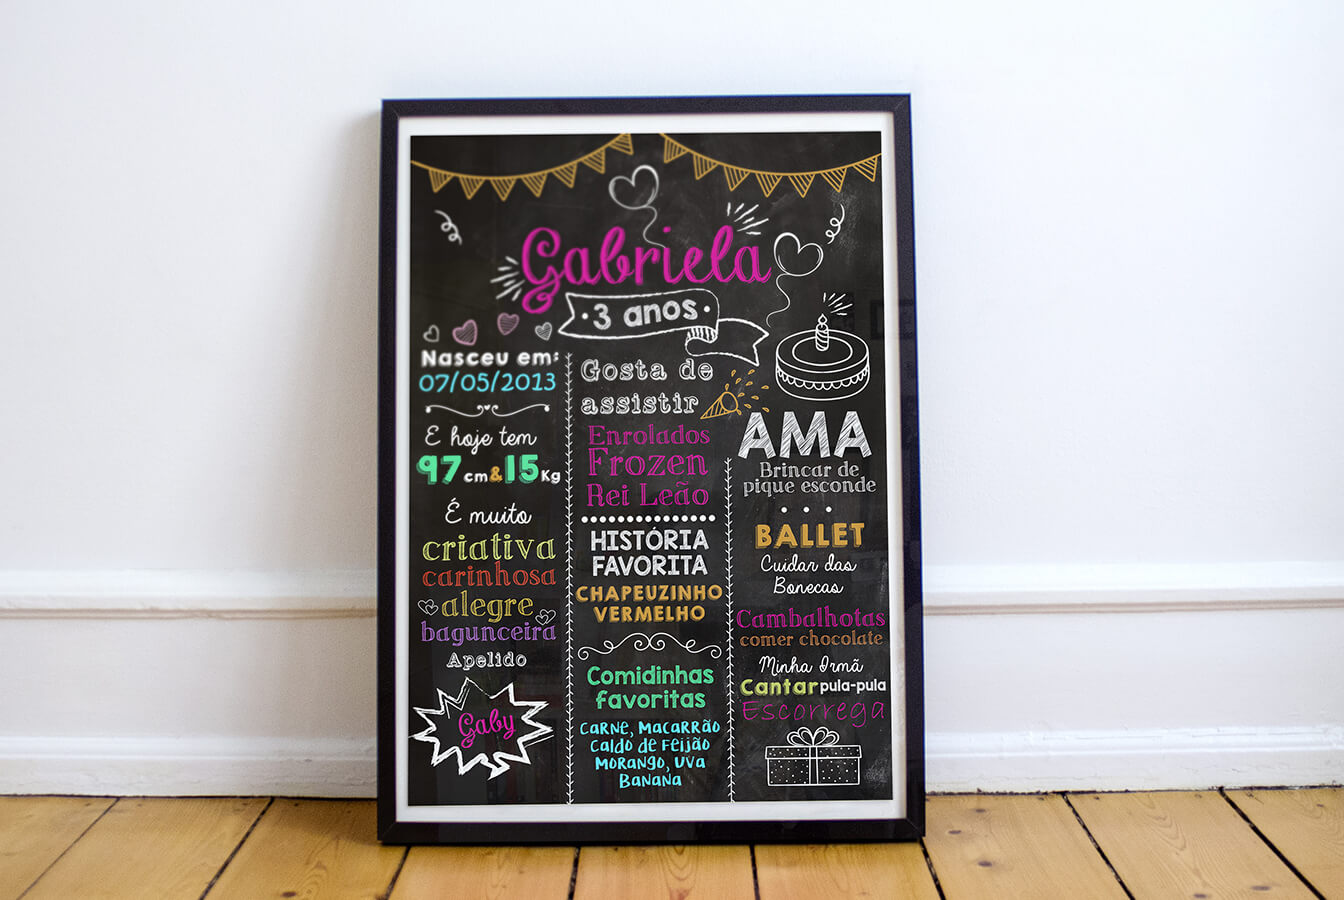 Gabriela
· 3 anos ·
Nasceu em:
07/05/2013
E hoje tem
97 cm & 15 Kg
É muito
criativa
carinhosa
alegre
bagunceira
Apelido
Gaby
Gosta de
assistir
Enrolados
Frozen
Rei Leão
HISTÓRIA
FAVORITA
CHAPEUZINHO
VERMELHO
Comidinhas
favoritas
CARNE, MACARRÃO
CALDO DE FEIJÃO
MORANGO, UVA
BANANA
AMA
Brincar de
pique esconde
BALLET
Cuidar das
Bonecas
Cambalhotas
comer chocolate
Minha Irmã
Cantar pula-pula
Escorrega